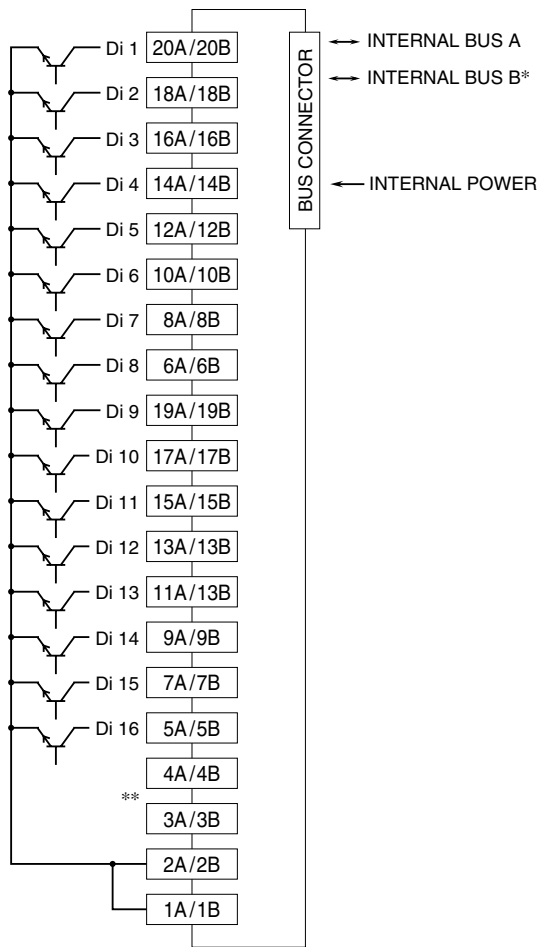 Di 1 20A/20B
Di 2 18A/18B
Di 3 16A/16B
Di 4 14A/14B
Di 5 12A/12B
Di 6 10A/10B
Di 7 8A/8B
Di 8 6A/6B
Di 9 19A/19B
Di 10 17A/17B
Di 11 15A/15B
Di 12 13A/13B
Di 13 11A/13B
Di 14 9A/9B
Di 15 7A/7B
Di 16 5A/5B
4A/4B
**
3A/3B
2A/2B
1A/1B
BUS CONNECTOR
INTERNAL BUS A
INTERNAL BUS B*
INTERNAL POWER